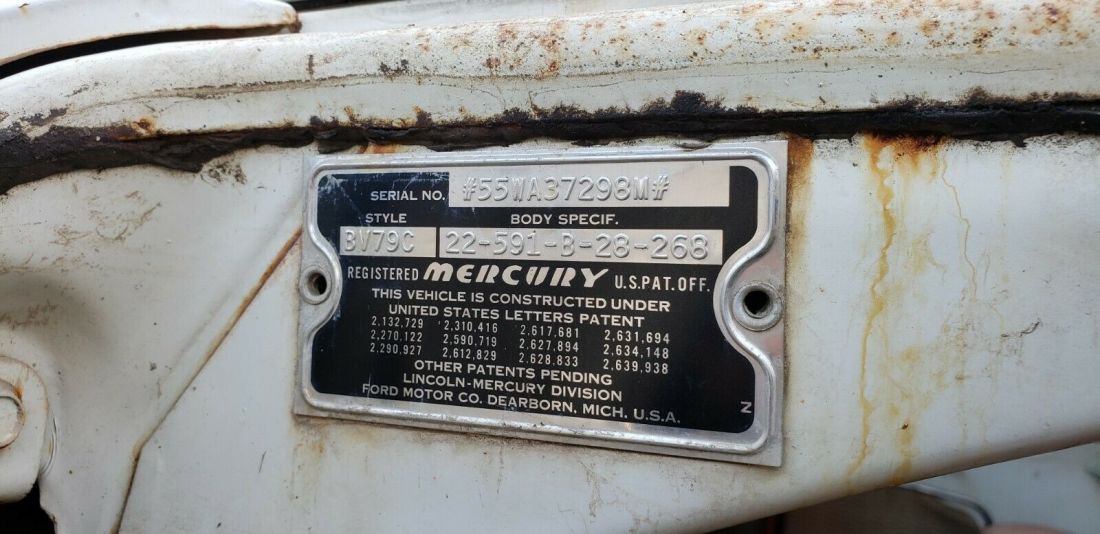 SERIAL NO. #55WA37298M#
STYLE BODY SPECIF.
BV79C 22-591-B-28-268
REGISTERED MERCURY U.S.PAT.OFF.
THIS VEHICLE IS CONSTRUCTED UNDER
UNITED STATES LETTERS PATENT
2,132,729 2,310,416 2,617,681 2,631,694
2,270,122 2,590,719 2,627,894 2,634,148
2,290,927 2,612,829 2,628,833 2,639,938
OTHER PATENTS PENDING
LINCOLN-MERCURY DIVISION
FORD MOTOR CO. DEARBORN, MICH. U.S.A.
N